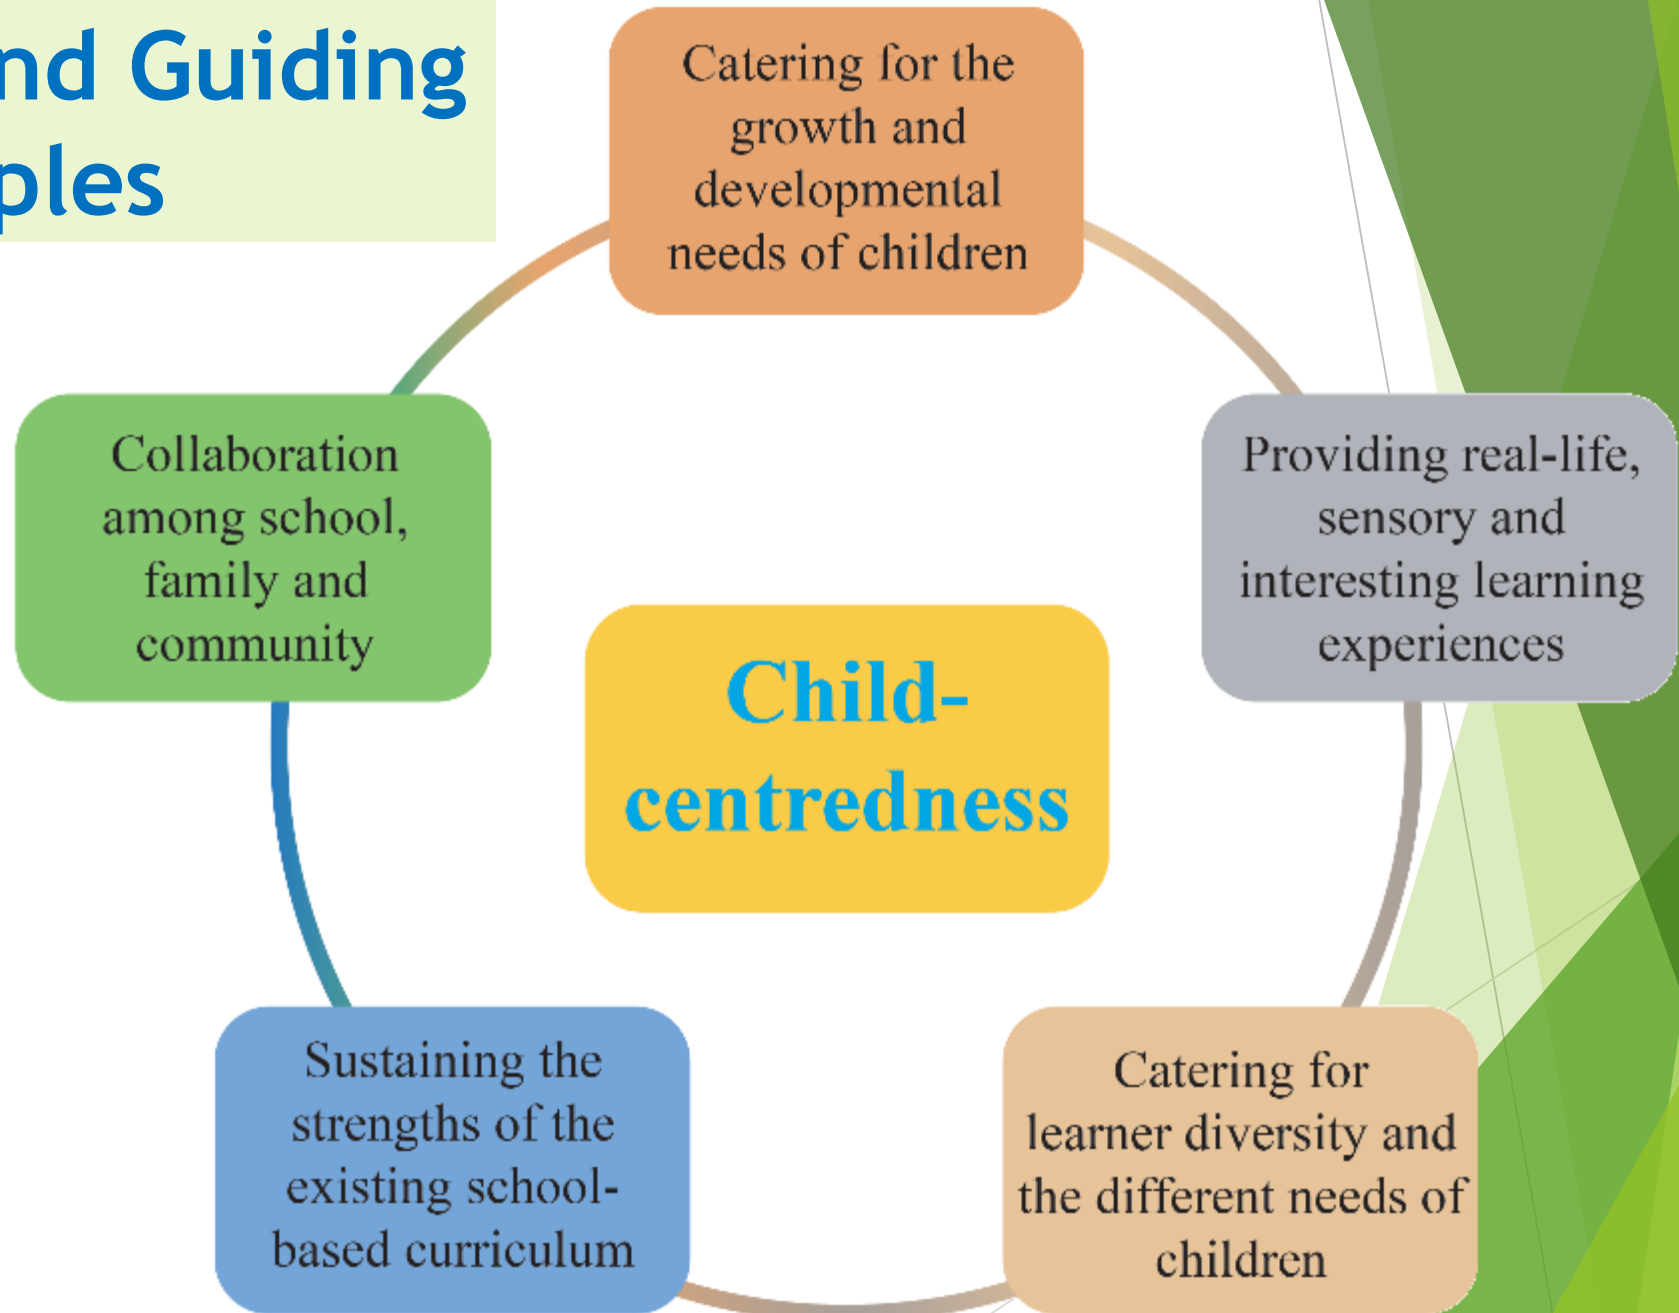 nd Guiding
ples
Catering for the
growth and
developmental
needs of children
Collaboration
among school,
family and
community
Providing real-life,
sensory and
interesting learning
experiences
Child-
centredness
Sustaining the
strengths of the
existing school-
based curriculum
Catering for
learner diversity and
the different needs of
children